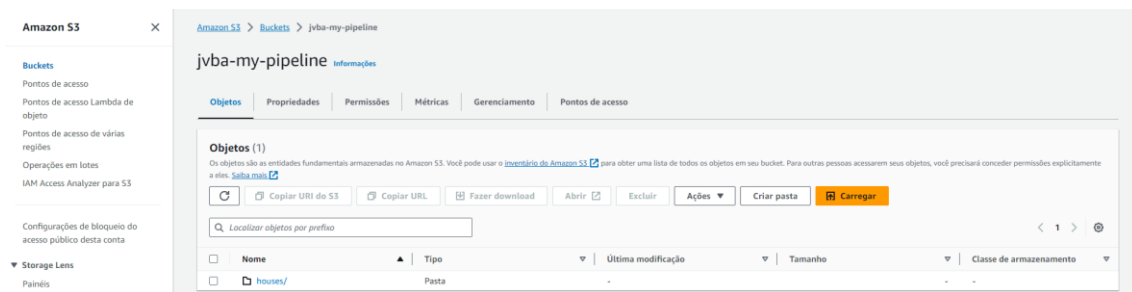 Amazon S3
Buckets
Pontos de acesso
Pontos de acesso Lambda de
objeto
Pontos de acesso de várias
regiões
Operações em lotes
IAM Access Analyzer para S3
Configurações de bloqueio do
acesso público desta conta
Storage Lens
Painéis
Amazon S3 > Buckets > jvba-my-pipeline
jvba-my-pipeline Informações
Objetos Propriedades Permissões Métricas Gerenciamento Pontos de acesso
Objetos (1)
Os objetos são as entidades fundamentais armazenadas no Amazon S3. Você pode usar o inventário do Amazon S3 para obter uma lista de todos os objetos em seu bucket. Para outras pessoas acessarem seus objetos, você precisará conceder permissões explicitamente
a eles. Saiba mais
Copiar URI do S3 Copiar URL Fazer download Abrir Excluir Ações Criar pasta Carregar
Localizar objetos por prefixo
< 1 >
Nome Tipo Última modificação Tamanho Classe de armazenamento
houses/ Pasta - - -